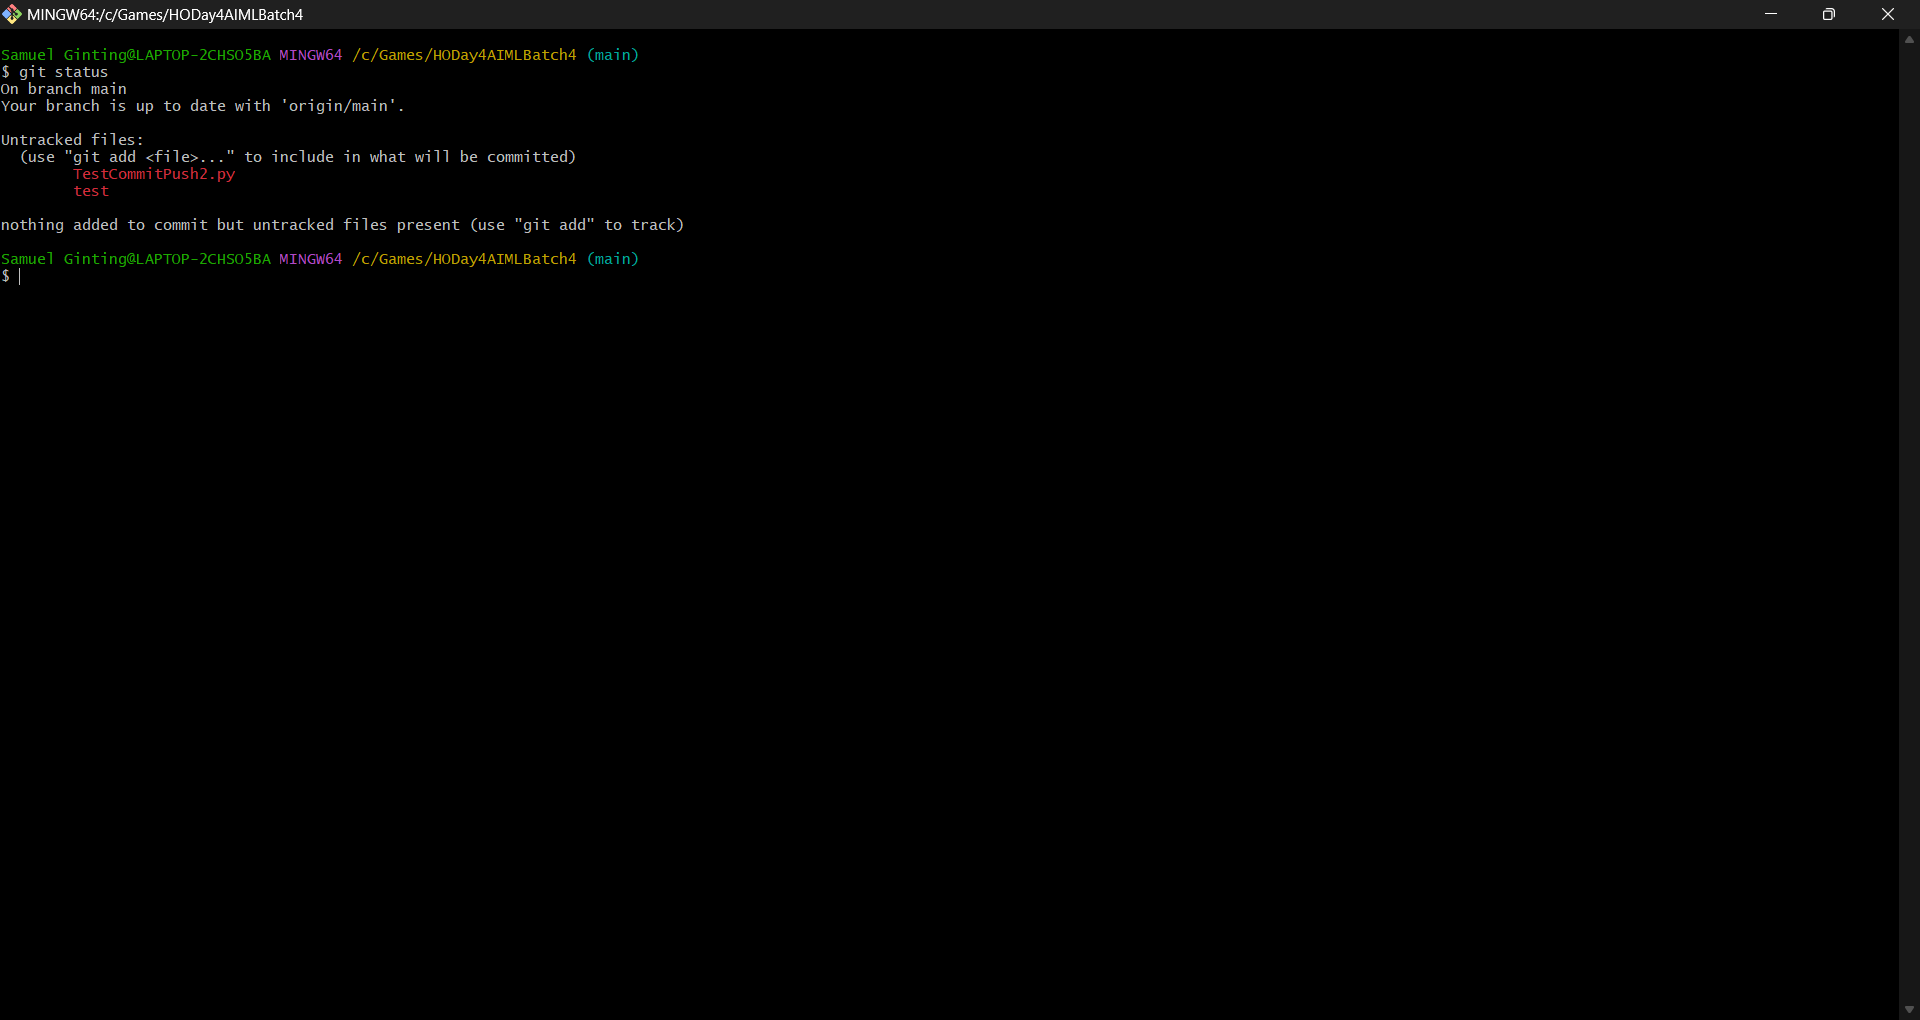 MINGW64:/c/Games/HODay4AIMLBatch4
Samuel Ginting@LAPTOP-2CHSO5BA MINGW64 /c/Games/HODay4AIMLBatch4 (main)
$ git status
On branch main
Your branch is up to date with 'origin/main'.
Untracked files:
  (use "git add <file>..." to include in what will be committed)
        TestCommitPush2.py
        test
nothing added to commit but untracked files present (use "git add" to track)
Samuel Ginting@LAPTOP-2CHSO5BA MINGW64 /c/Games/HODay4AIMLBatch4 (main)
$